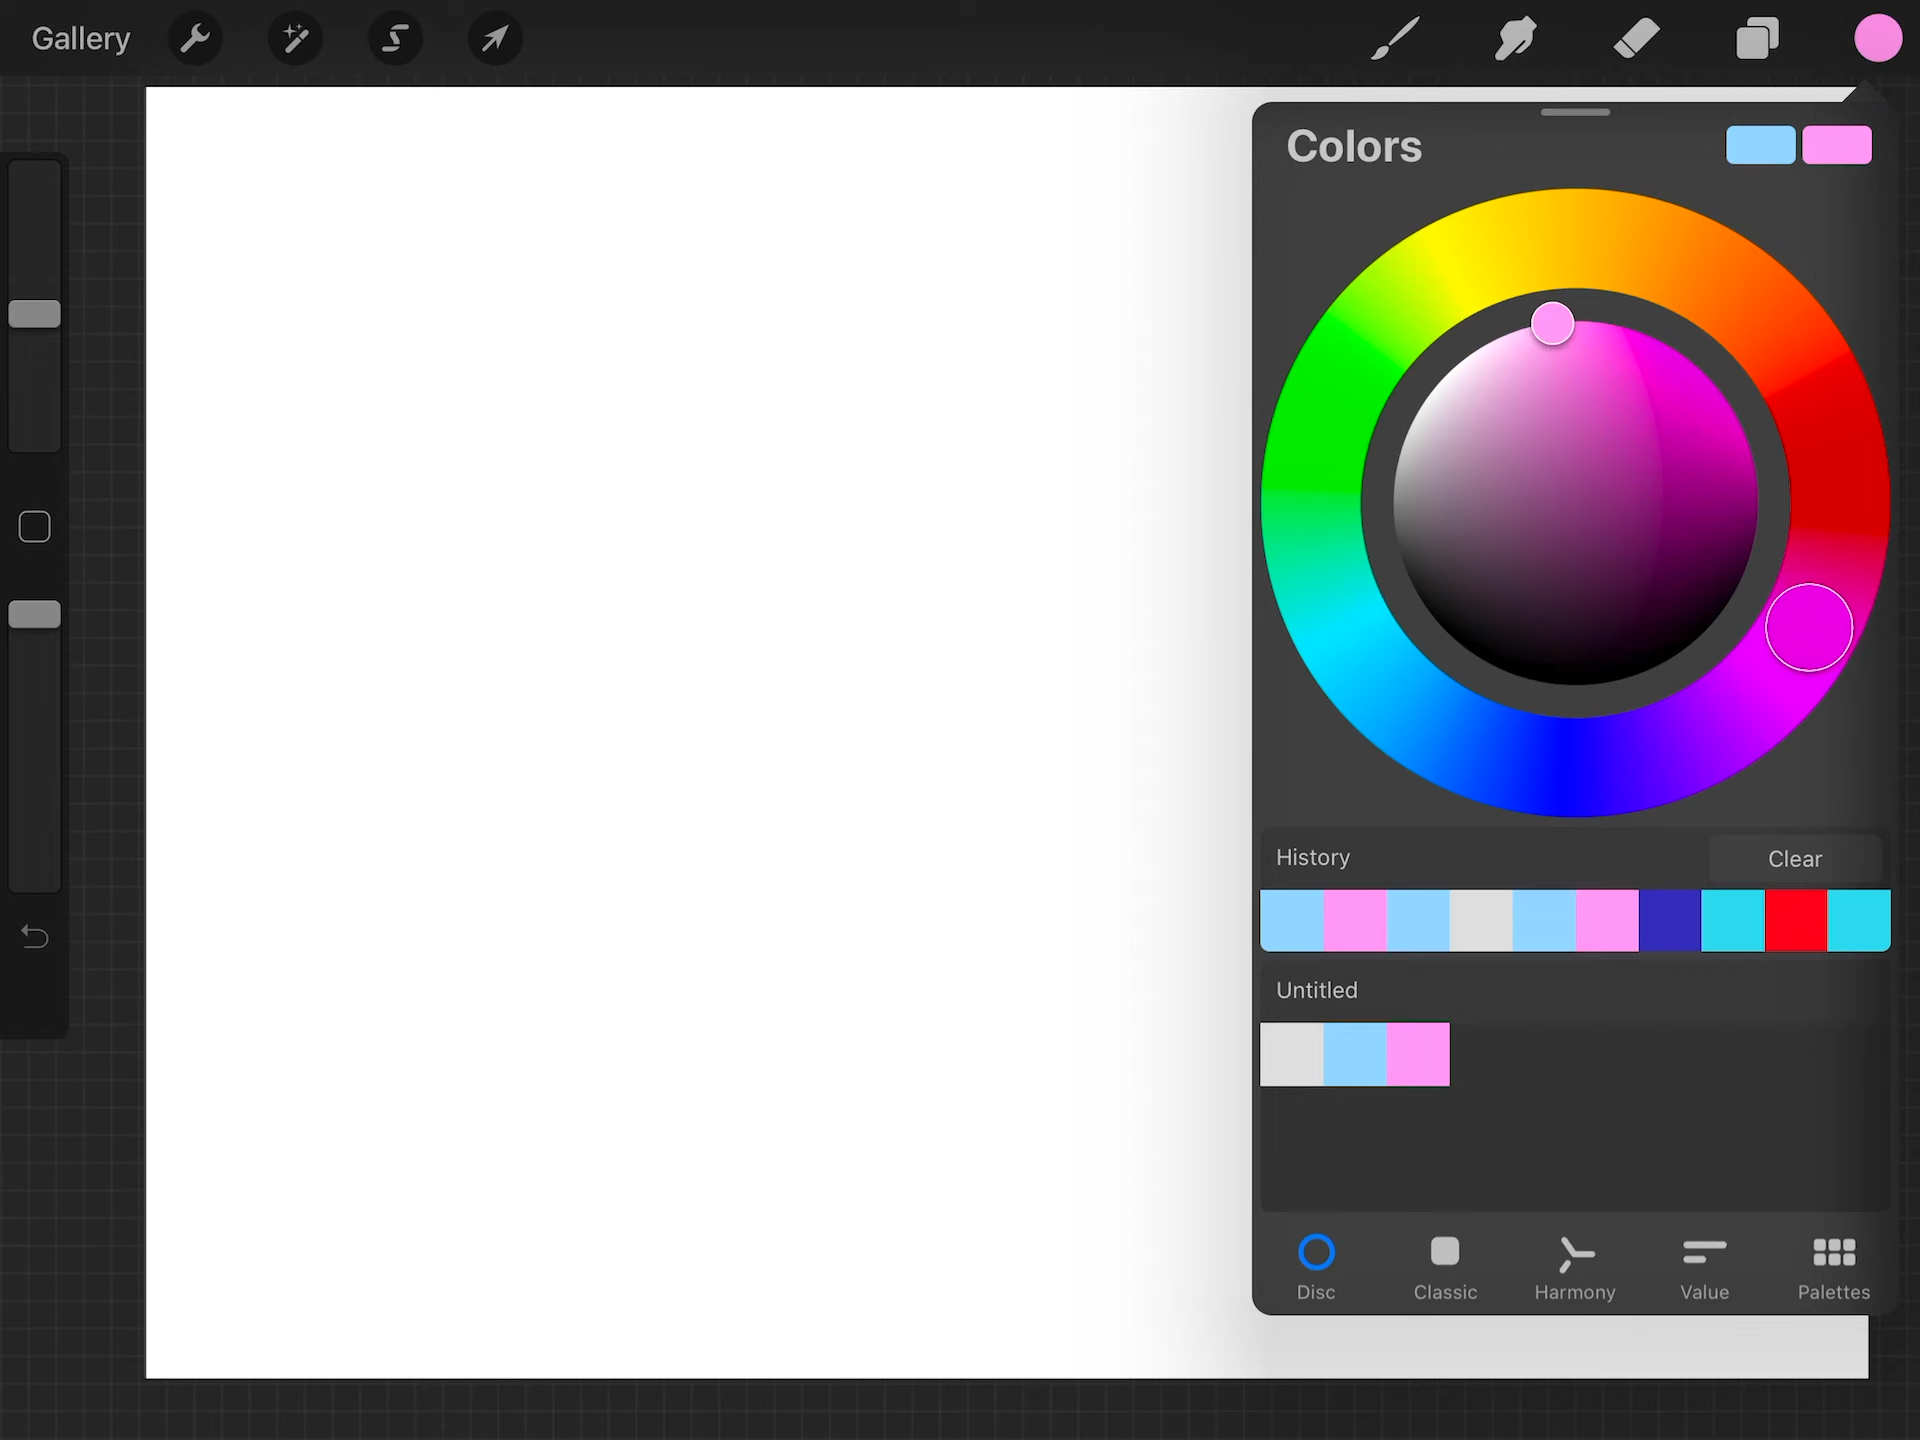 Gallery
Colors
History
Clear
Untitled
Disc
Classic
Harmony
Value
Palettes